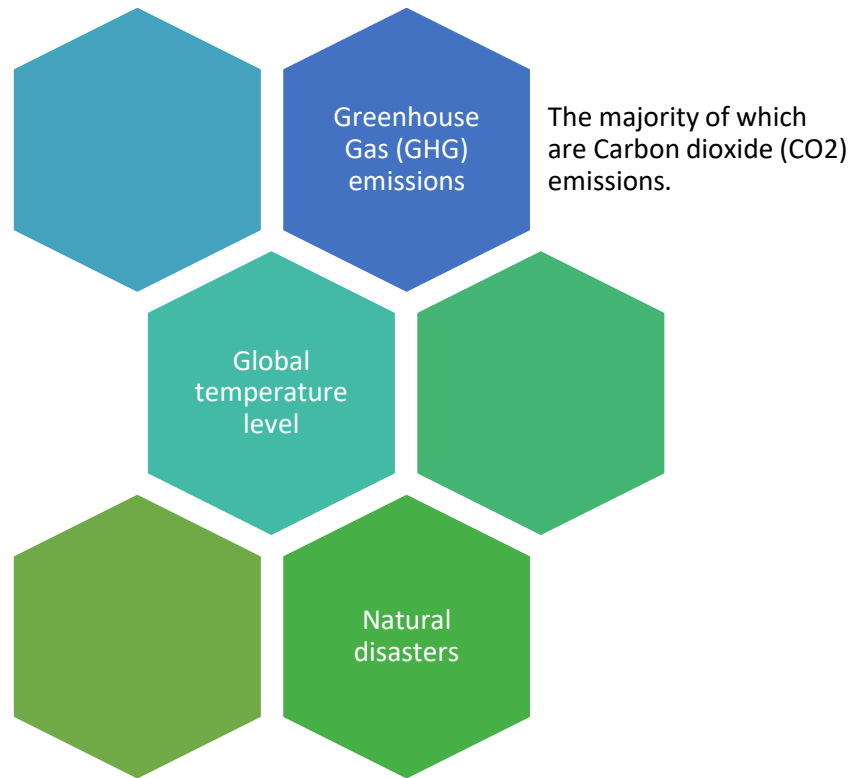 Greenhouse
Gas (GHG)
emissions
The majority of which
are Carbon dioxide (CO2)
emissions.
Global
temperature
level
Natural
disasters